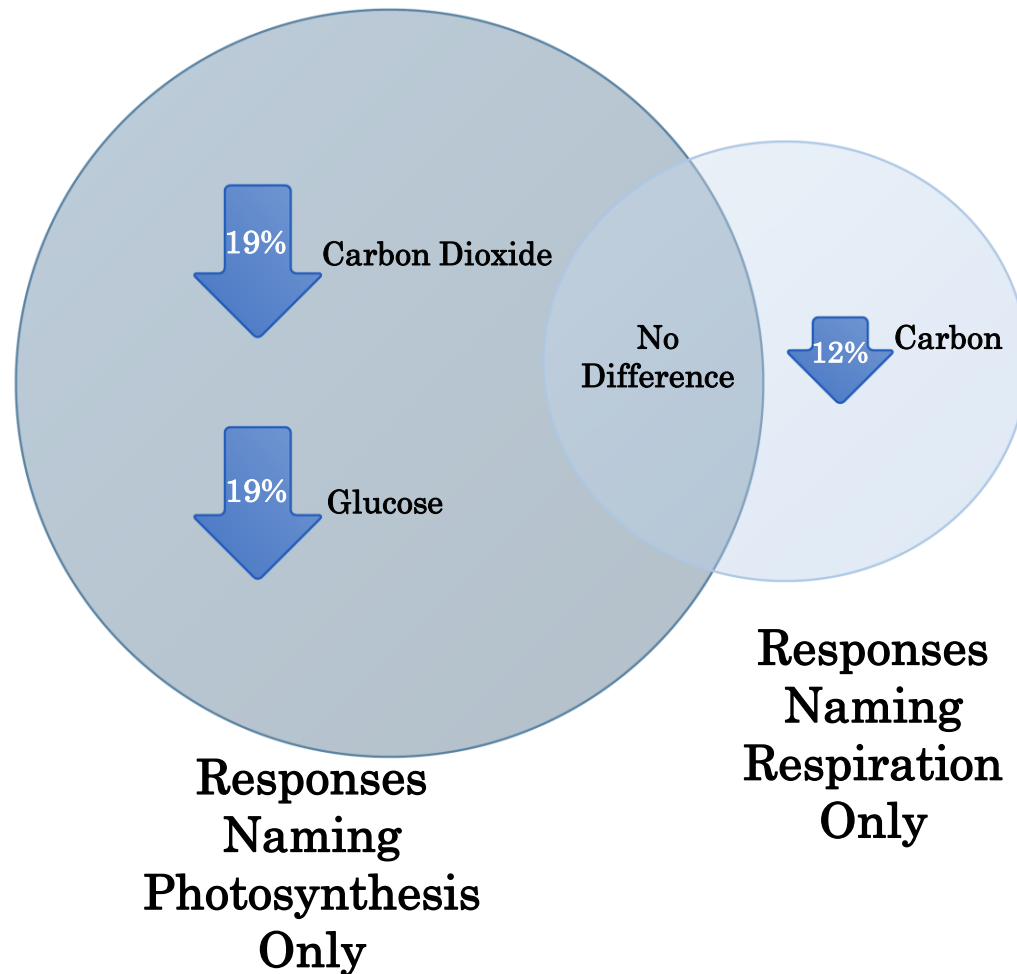 19%
Carbon Dioxide
19%
Glucose
No
Difference
12%
Carbon
Responses
Naming
Photosynthesis
Only
Responses
Naming
Respiration
Only